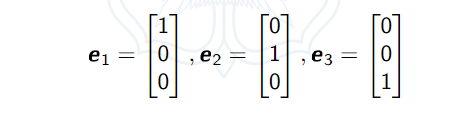 e₁ = [1 0 0], e₂ = [0 1 0], e₃ = [0 0 1]